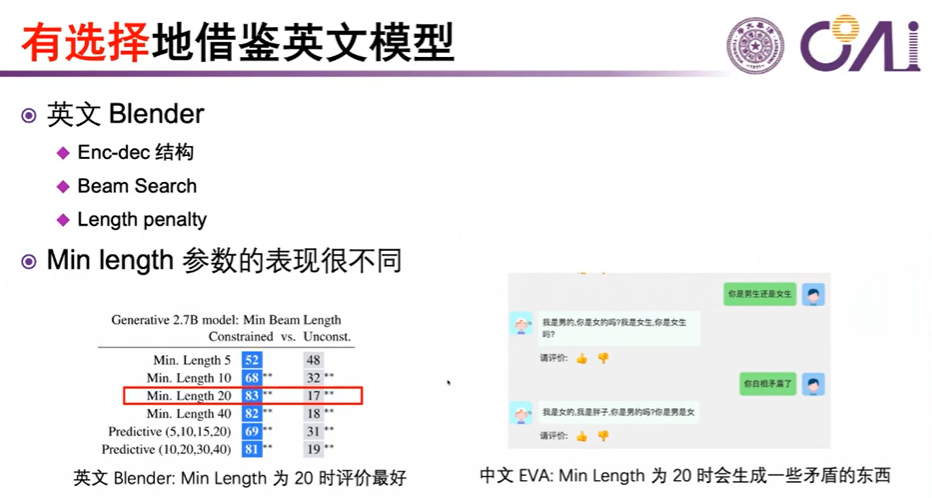 有选择地借鉴英文模型
英文 Blender
Enc-dec 结构
Beam Search
Length penalty
Min length 参数的表现很不同
Generative 2.7B model: Min Beam Length
Constrained vs. Unconst.
Min. Length 5 52 48
Min. Length 10 68** 32**
Min. Length 20 83** 17**
Min. Length 40 82** 18**
Predictive (5,10,15,20) 69** 31**
Predictive (10,20,30,40) 81** 19**
英文 Blender: Min Length 为 20 时评价最好
你是男生还是女生
我是男的,你是女的吗?我是女生,你是女生
吗?
请评价:
你自相矛盾了
我是女的,我是胖子,你是男的吗?你是男是女
请评价:
中文 EVA: Min Length 为 20 时会生成一些矛盾的东西